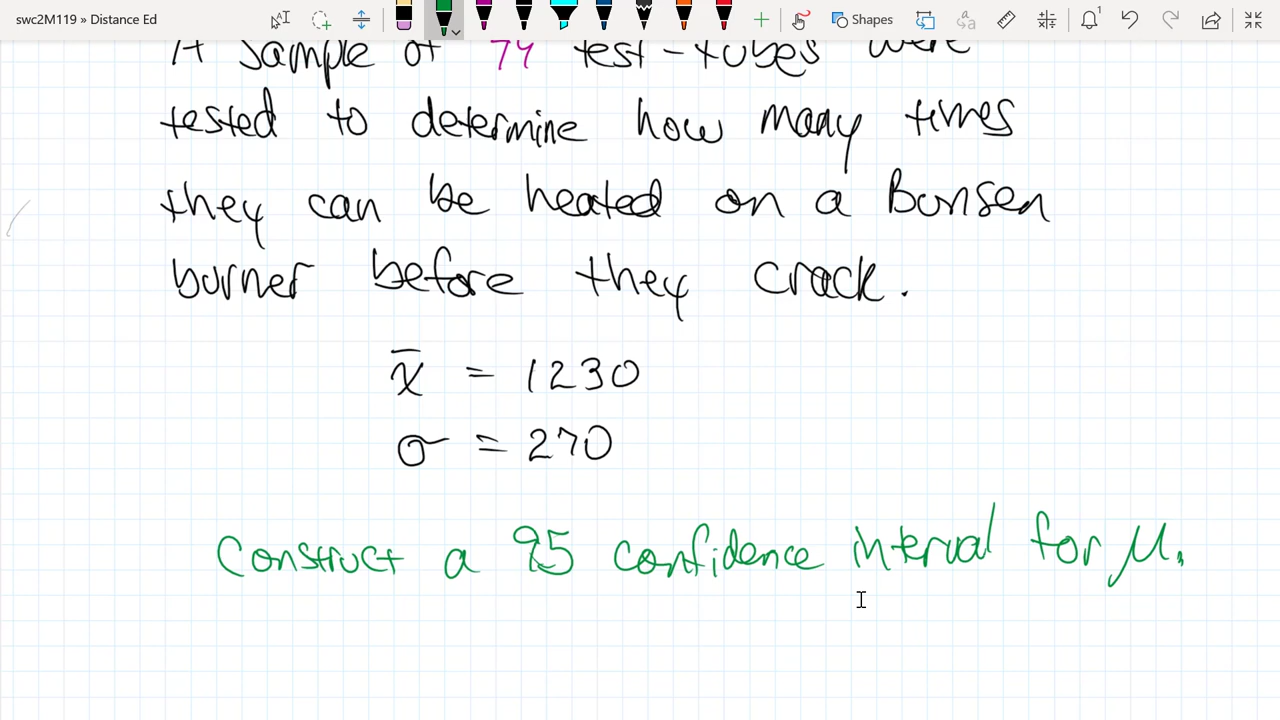 swc2M119 » Distance Ed
Shapes
A sample of test-tubes were
tested to determine how many times
they can be heated on a Bunsen
burner before they crack.
x̄ = 1230
σ = 270
Construct a 95 confidence interval for μ.